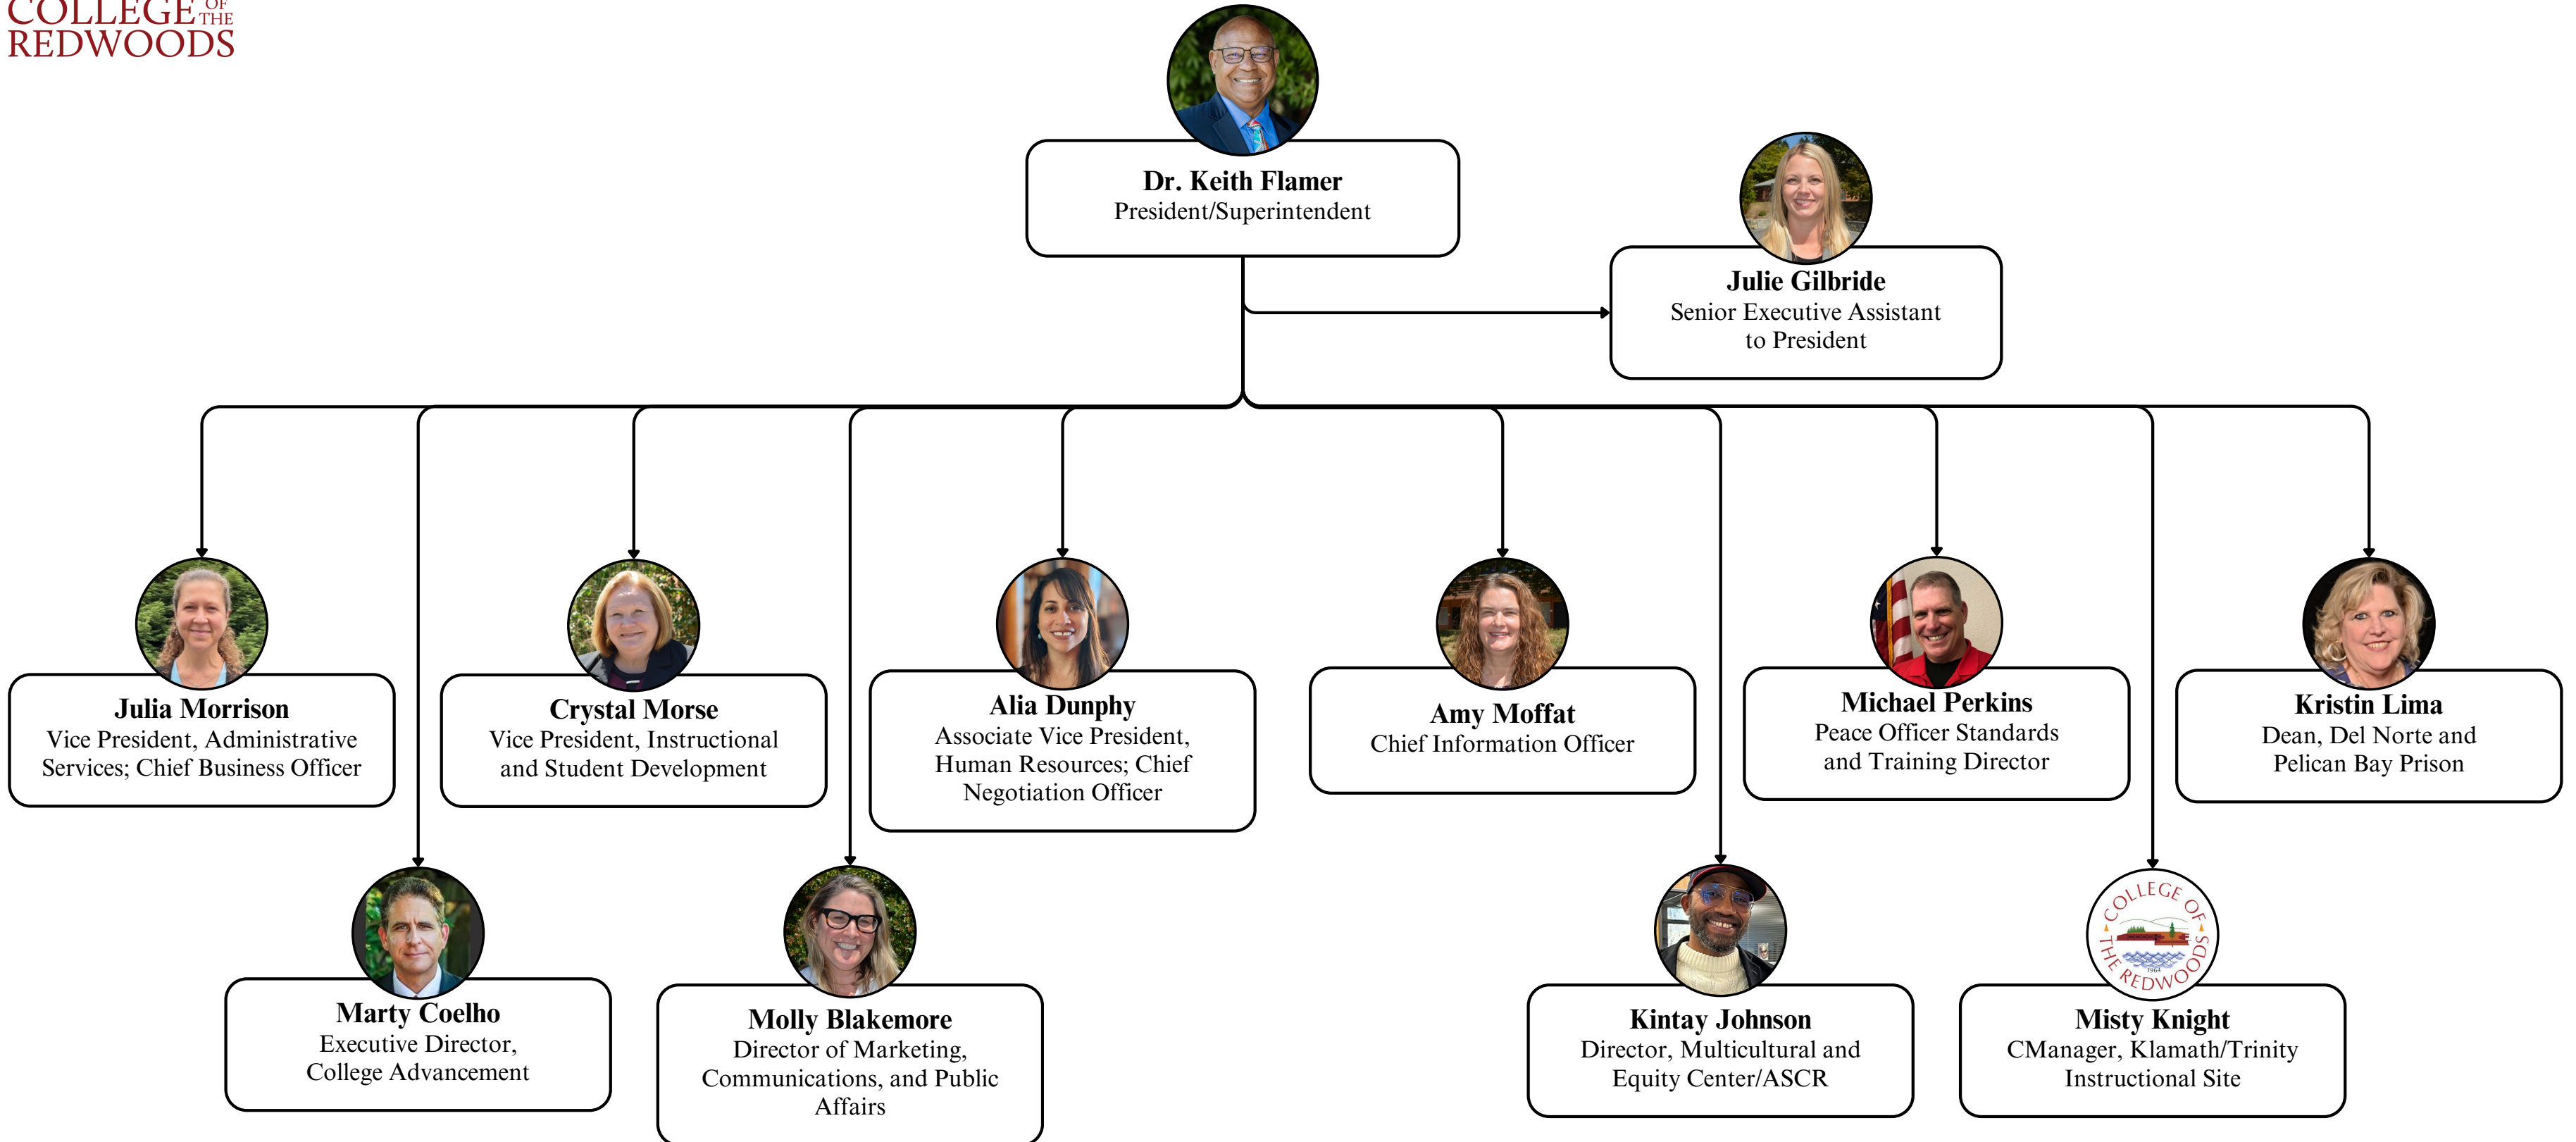 COLLEGE OF THE
REDWOODS
Dr. Keith Flamer
President/Superintendent
Julie Gilbride
Senior Executive Assistant
to President
Julia Morrison
Vice President, Administrative
Services; Chief Business Officer
Crystal Morse
Vice President, Instructional
and Student Development
Alia Dunphy
Associate Vice President,
Human Resources; Chief
Negotiation Officer
Amy Moffat
Chief Information Officer
Michael Perkins
Peace Officer Standards
and Training Director
Kristin Lima
Dean, Del Norte and
Pelican Bay Prison
Marty Coelho
Executive Director,
College Advancement
Molly Blakemore
Director of Marketing,
Communications, and Public
Affairs
Kintay Johnson
Director, Multicultural and
Equity Center/ASCR
COLLEGE OF
THE REDWOODS
1964
Misty Knight
CManager, Klamath/Trinity
Instructional Site